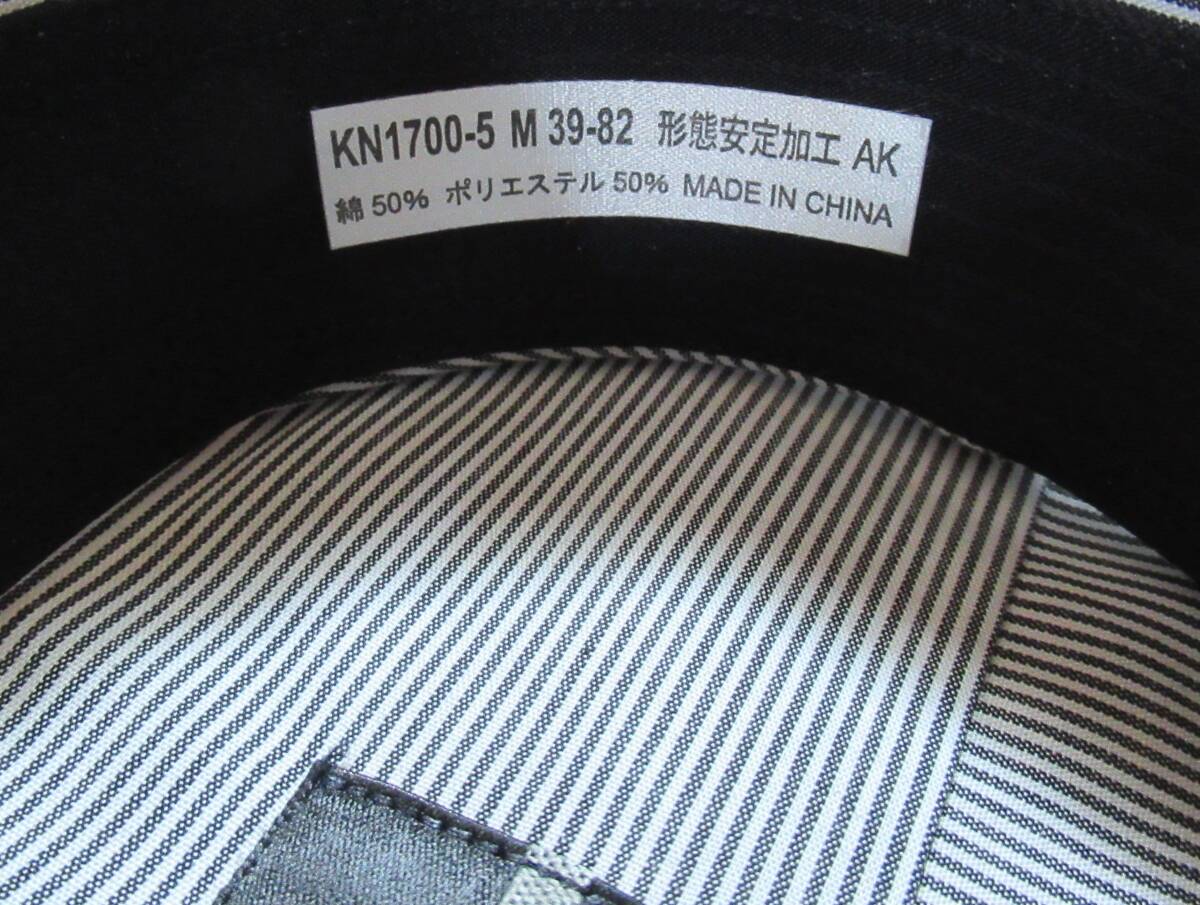 KN1700-5 M 39-82 形態安定加工 AK
綿 50% ポリエステル 50% MADE IN CHINA